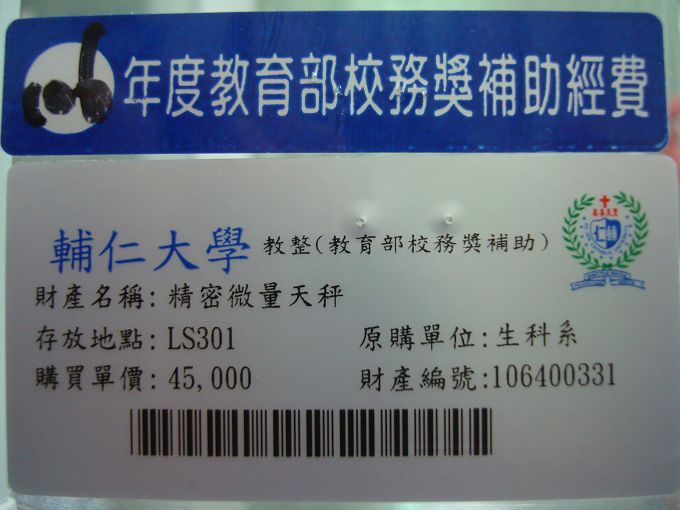 年度教育部校務獎補助經費
輔仁大學 教整(教育部校務獎補助)
財產名稱: 精密微量天秤
存放地點: LS301 原購單位: 生科系
購買單價: 45,000 財產編號:106400331